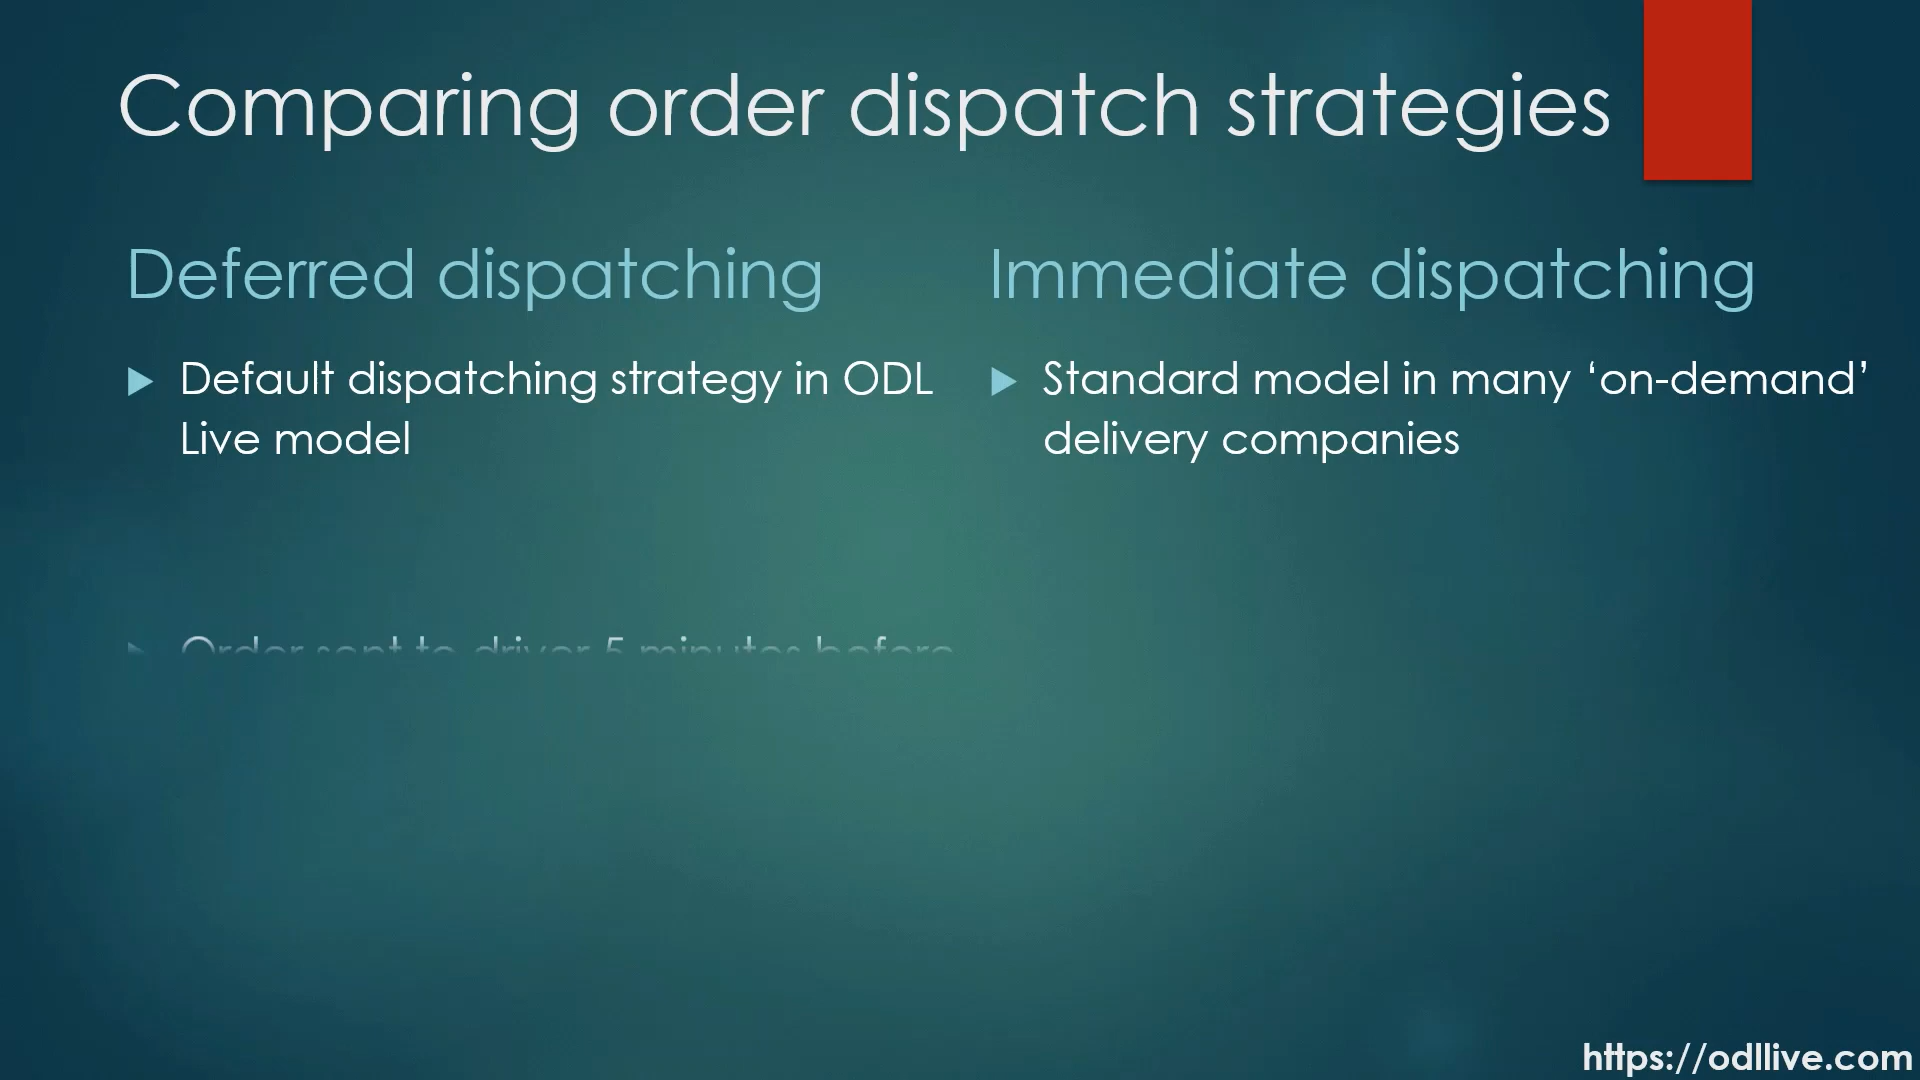 Comparing order dispatch strategies
Deferred dispatching
Default dispatching strategy in ODL
Live model
Order sent to driver 5 minutes before
Immediate dispatching
Standard model in many ‘on-demand’
delivery companies
https://odllive.com